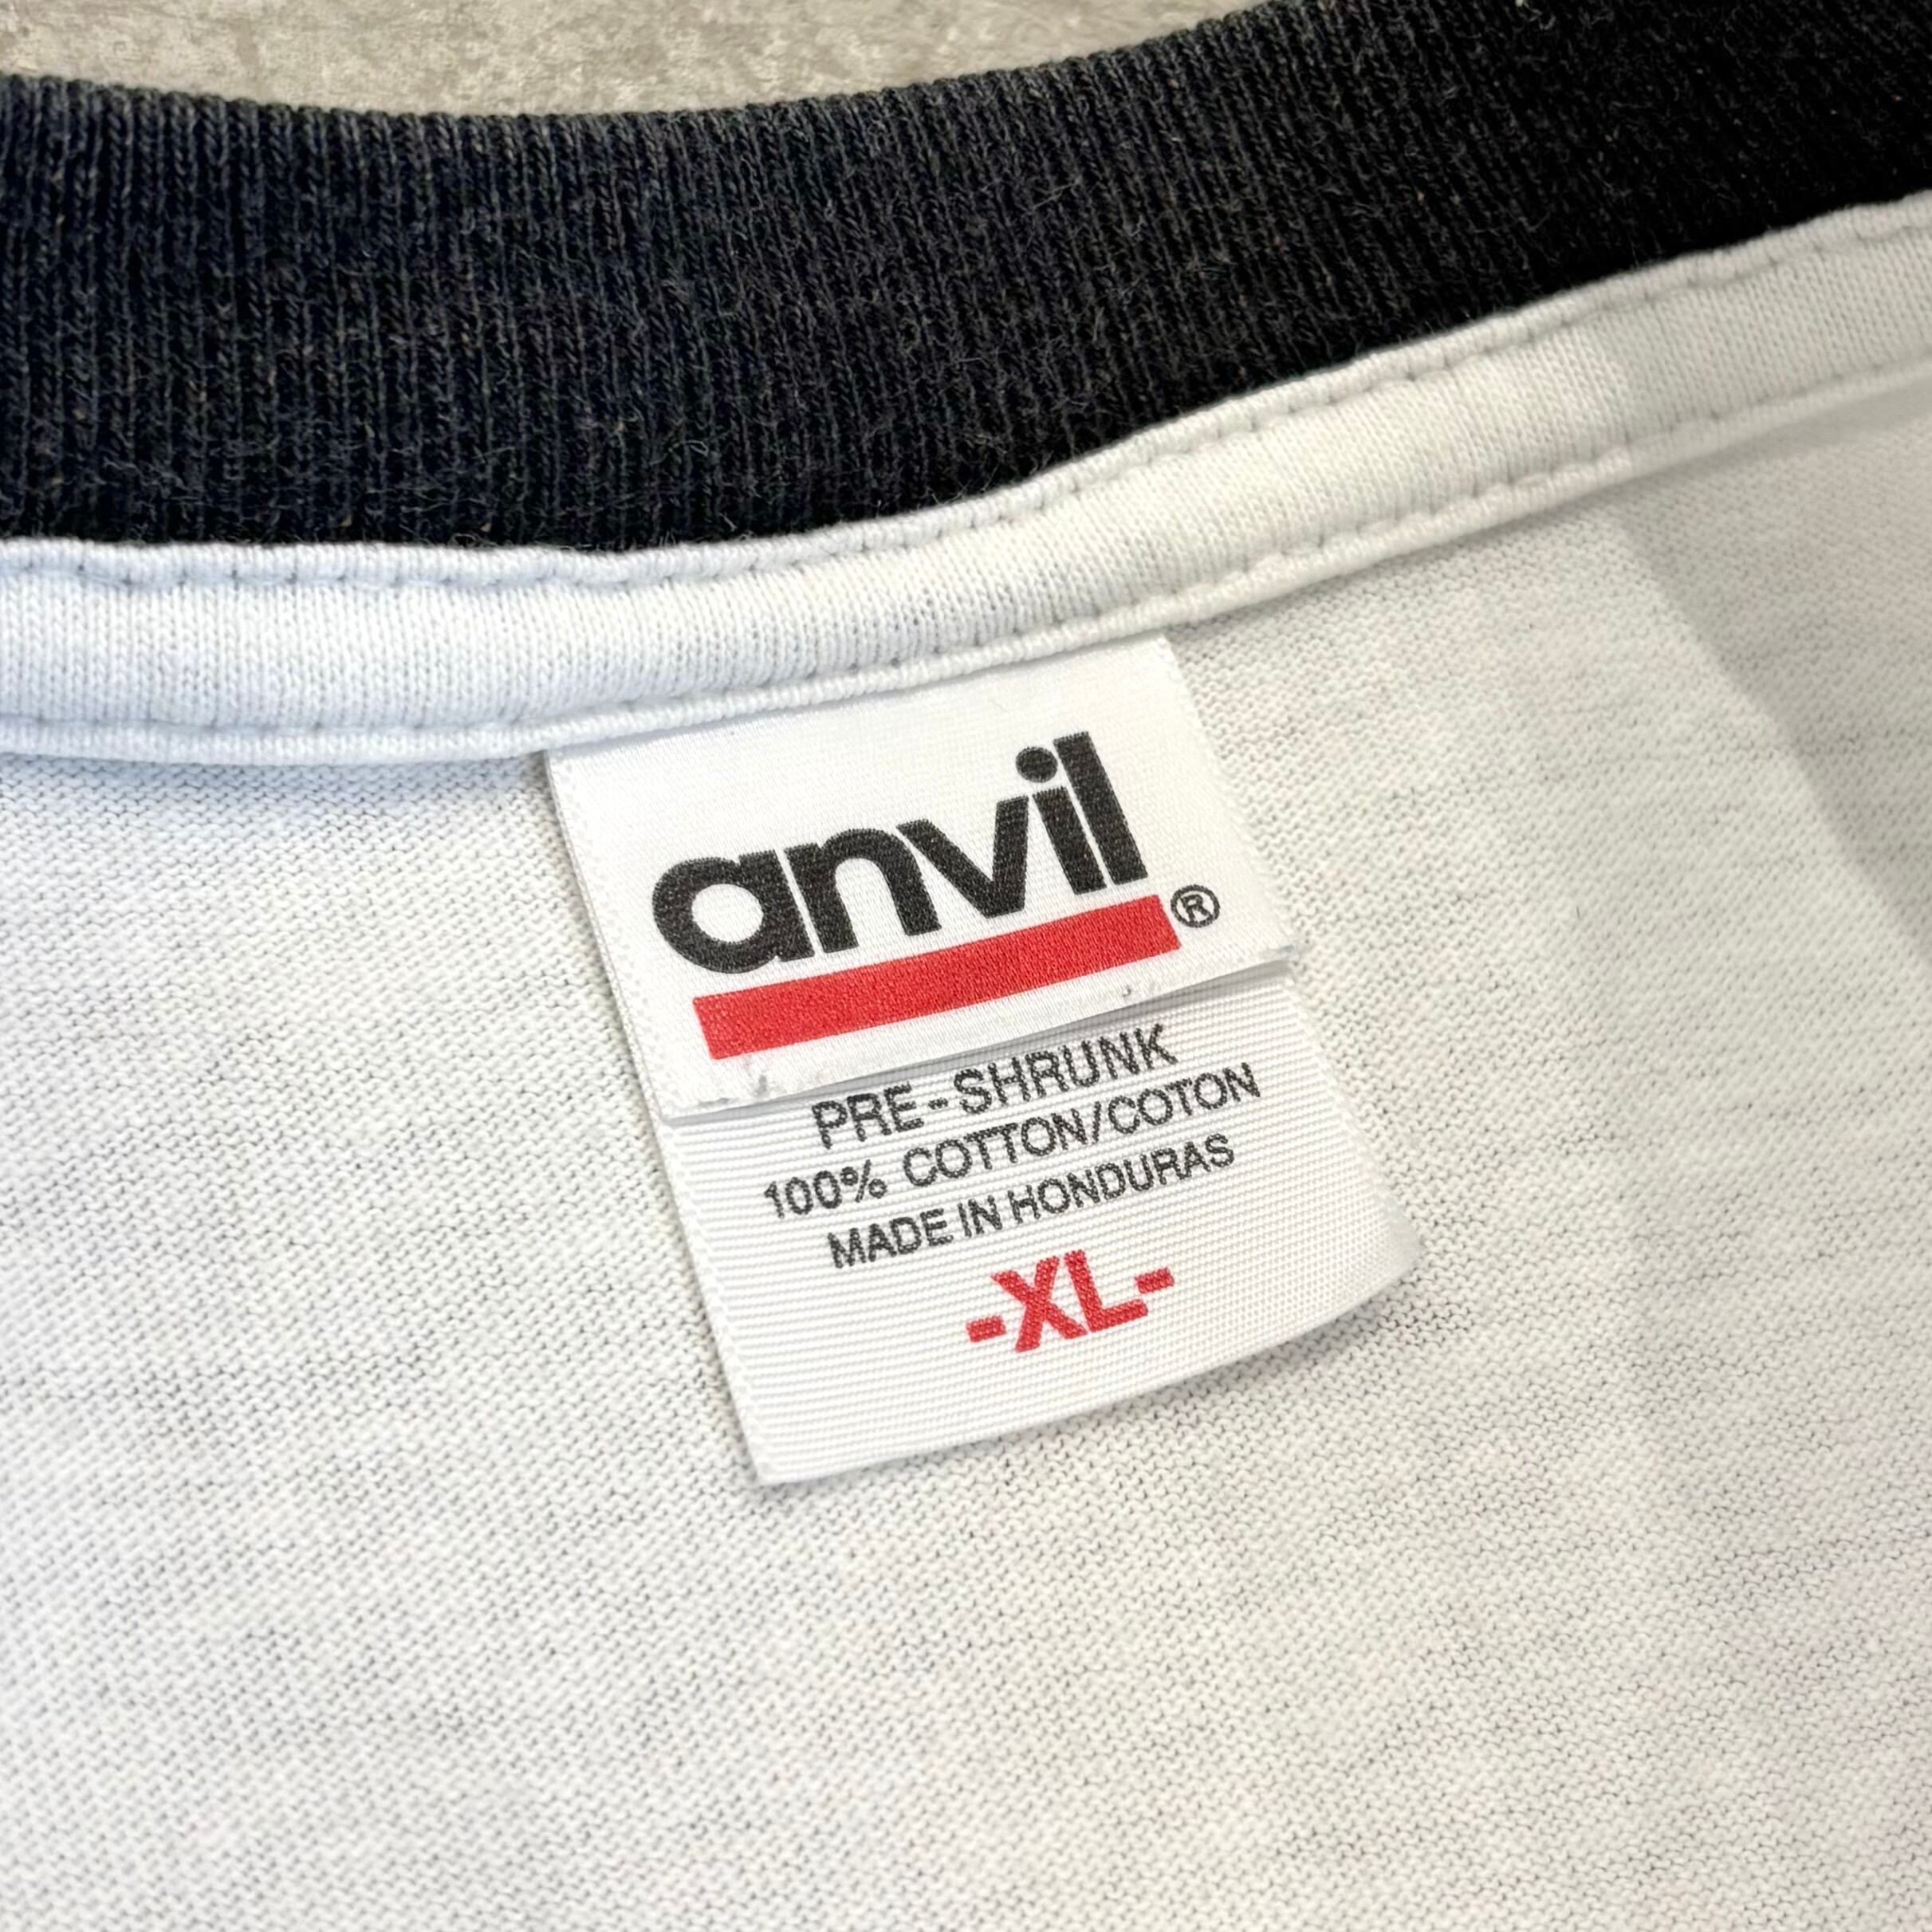 anvil®
PRE-SHRUNK
100% COTTON/COTON
MADE IN HONDURAS
-XL-